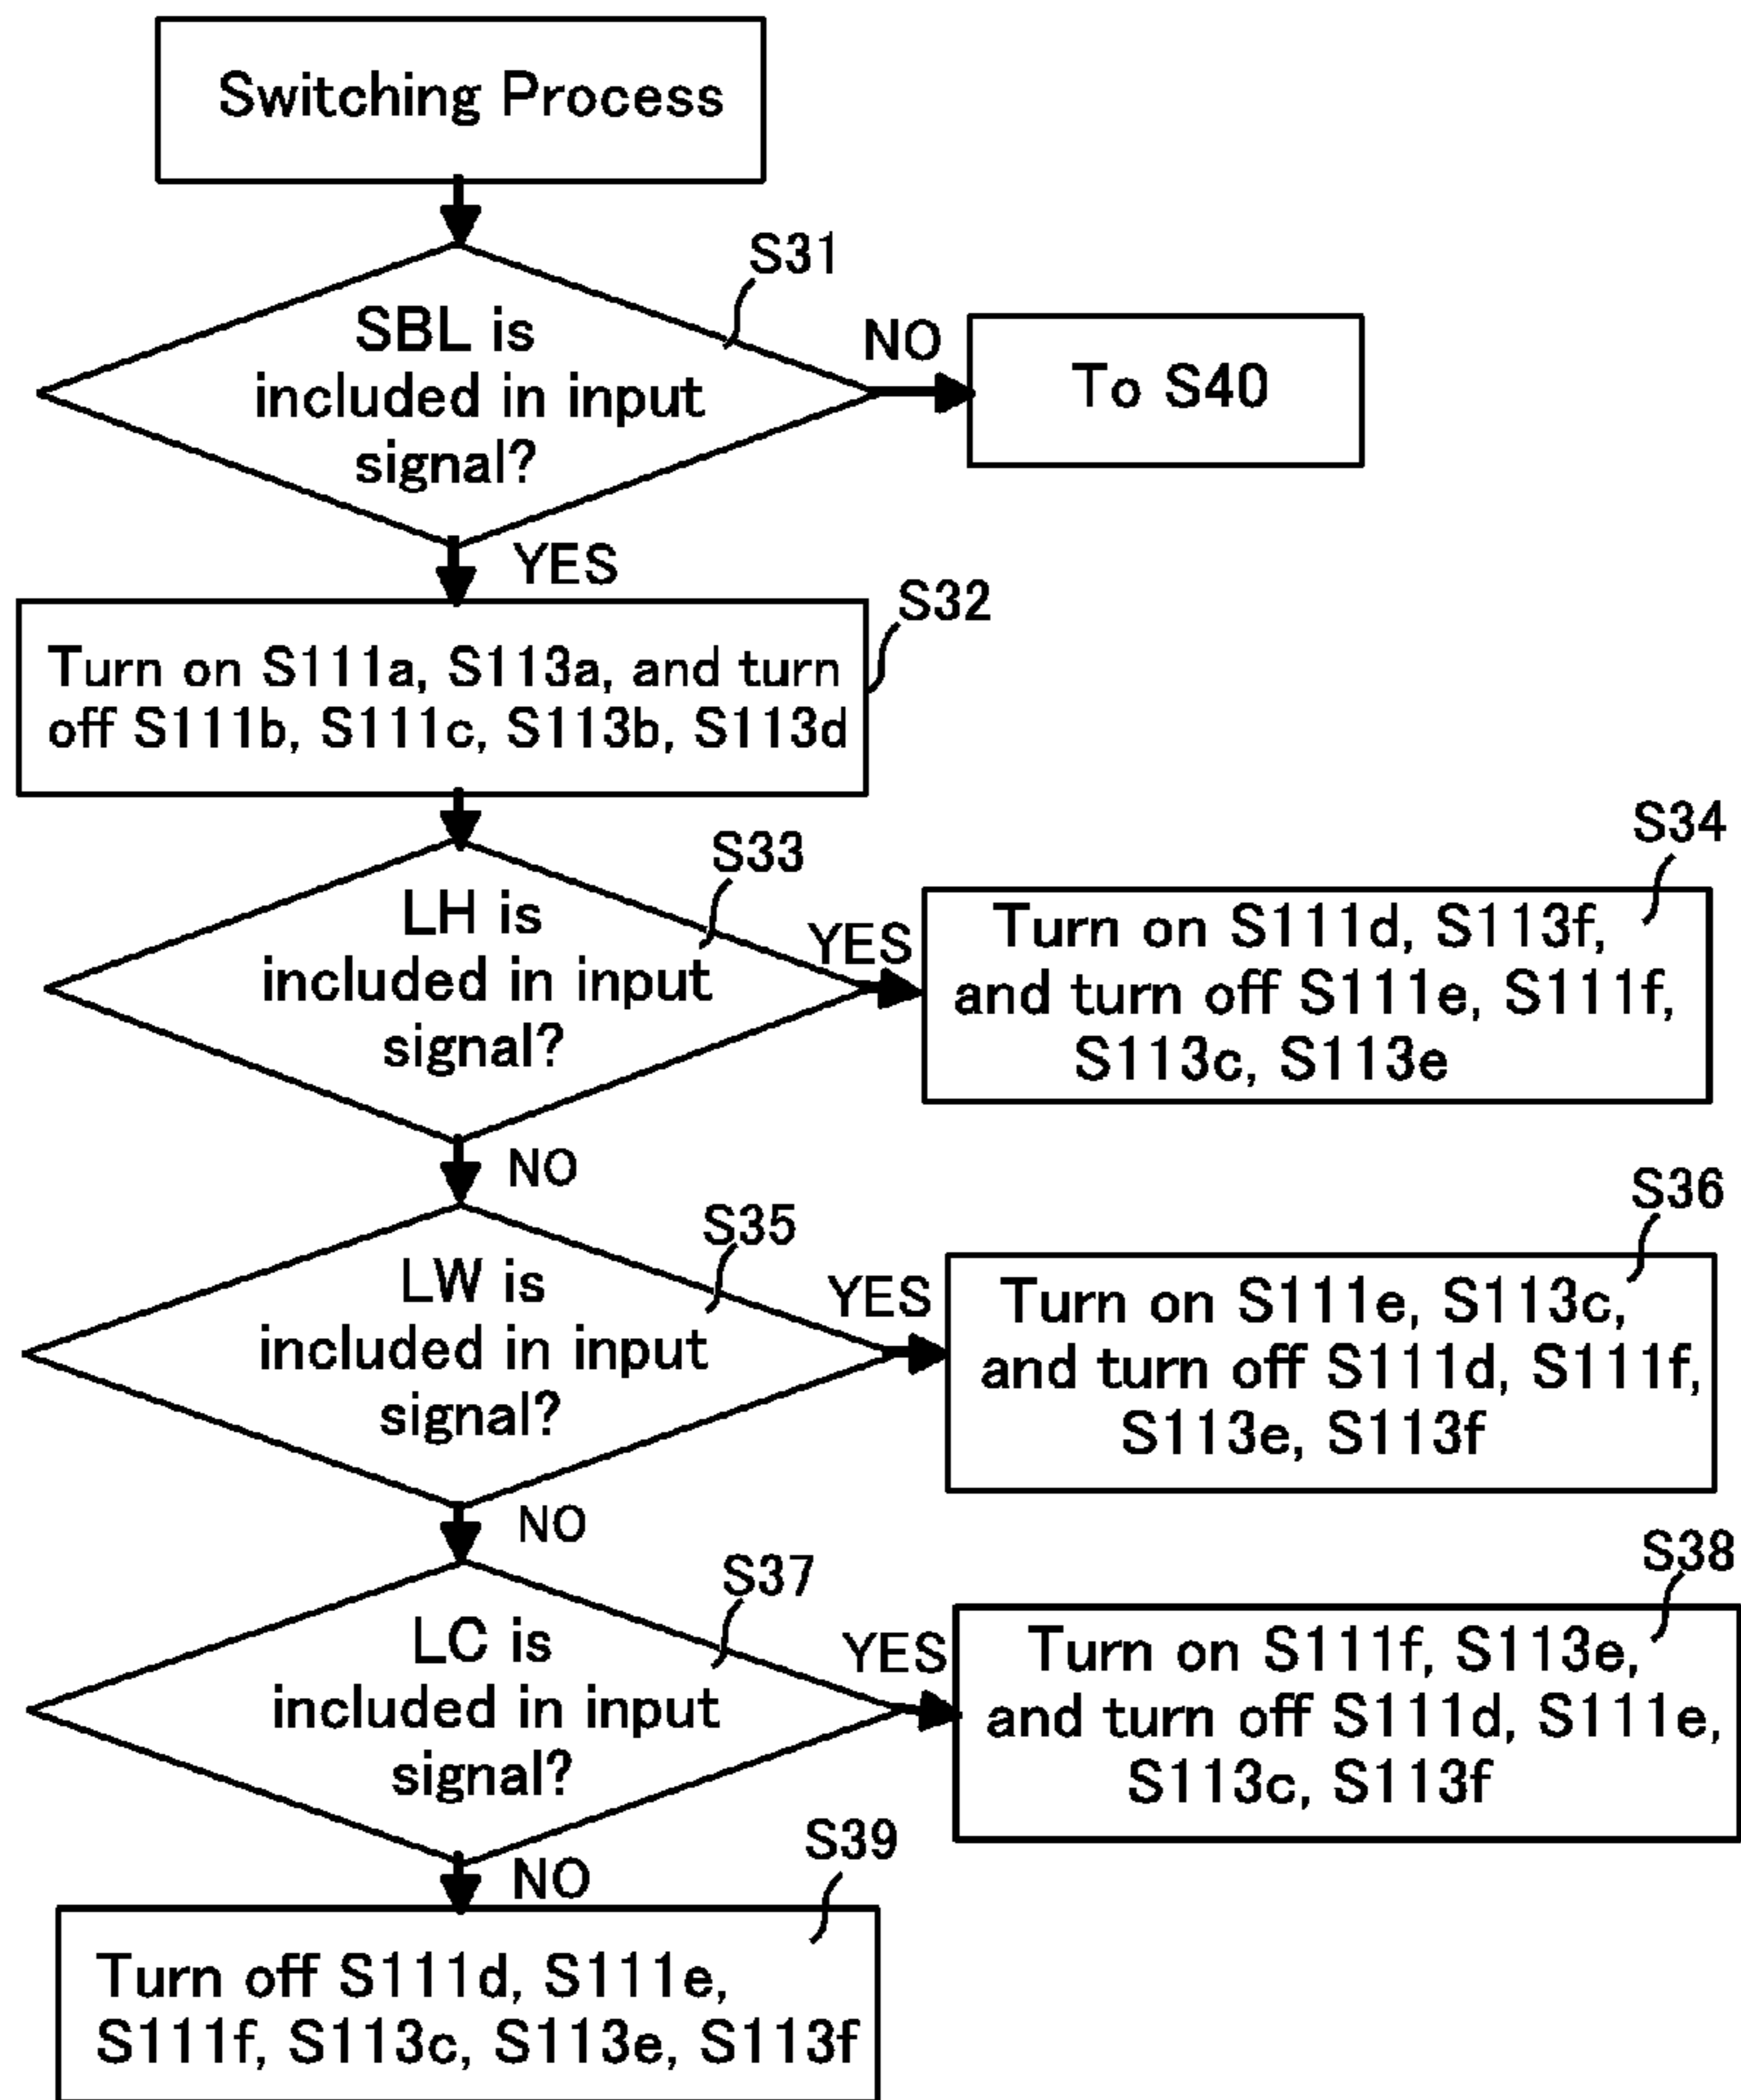 Switching Process
S31
SBL is
included in input
signal?
NO
To S40
YES
S32
Turn on S111a, S113a, and turn
off S111b, S111c, S113b, S113d
S33
LH is
included in input
signal?
YES
S34
Turn on S111d, S113f,
and turn off S111e, S111f,
S113c, S113e
NO
S35
LW is
included in input
signal?
YES
S36
Turn on S111e, S113c,
and turn off S111d, S111f,
S113e, S113f
NO
S37
LC is
included in input
signal?
YES
S38
Turn on S111f, S113e,
and turn off S111d, S111e,
S113c, S113f
NO
S39
Turn off S111d, S111e,
S111f, S113c, S113e, S113f